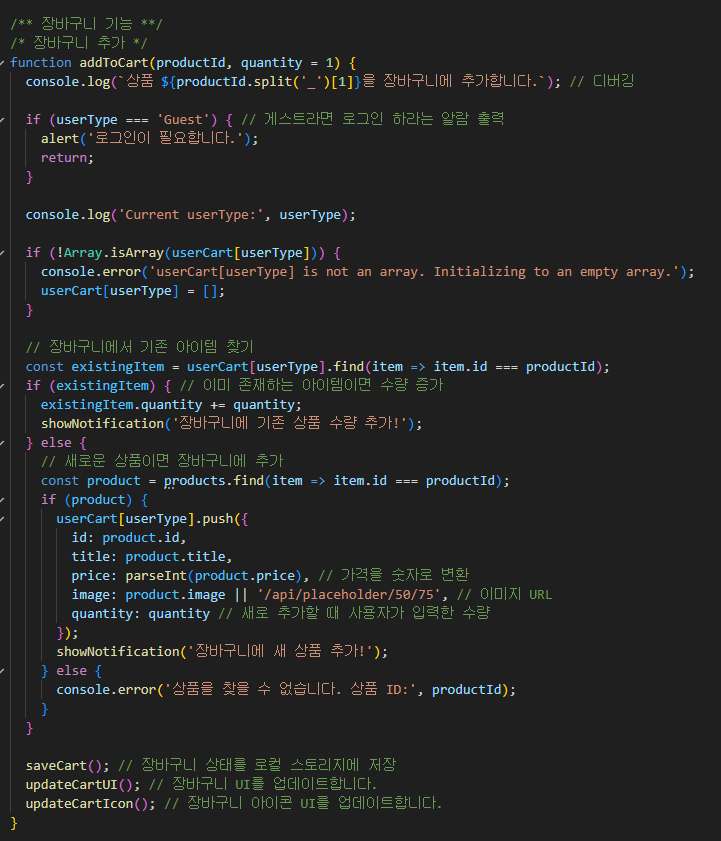 /** 장바구니 기능 **/
/* 장바구니 추가 */
function addToCart(productId, quantity = 1) {
  console.log(`상품 ${productId.split('_')[1]}을 장바구니에 추가합니다.`); // 디버깅

  if (userType === 'Guest') { // 게스트라면 로그인 하라는 알람 출력
    alert('로그인이 필요합니다.');
    return;
  }

  console.log('Current userType:', userType);

  if (!Array.isArray(userCart[userType])) {
    console.error('userCart[userType] is not an array. Initializing to an empty array.');
    userCart[userType] = [];
  }

  // 장바구니에서 기존 아이템 찾기
  const existingItem = userCart[userType].find(item => item.id === productId);
  if (existingItem) { // 이미 존재하는 아이템이면 수량 증가
    existingItem.quantity += quantity;
    showNotification('장바구니에 기존 상품 수량 추가!');
  } else {
    // 새로운 상품이면 장바구니에 추가
    const product = products.find(item => item.id === productId);
    if (product) {
      userCart[userType].push({
        id: product.id,
        title: product.title,
        price: parseInt(product.price), // 가격을 숫자로 변환
        image: product.image || '/api/placeholder/50/75', // 이미지 URL
        quantity: quantity // 새로 추가할 때 사용자가 입력한 수량
      });
      showNotification('장바구니에 새 상품 추가!');
    } else {
      console.error('상품을 찾을 수 없습니다. 상품 ID:', productId);
    }
  }

  saveCart(); // 장바구니 상태를 로컬 스토리지에 저장
  updateCartUI(); // 장바구니 UI를 업데이트합니다.
  updateCartIcon(); // 장바구니 아이콘 UI를 업데이트합니다.
}